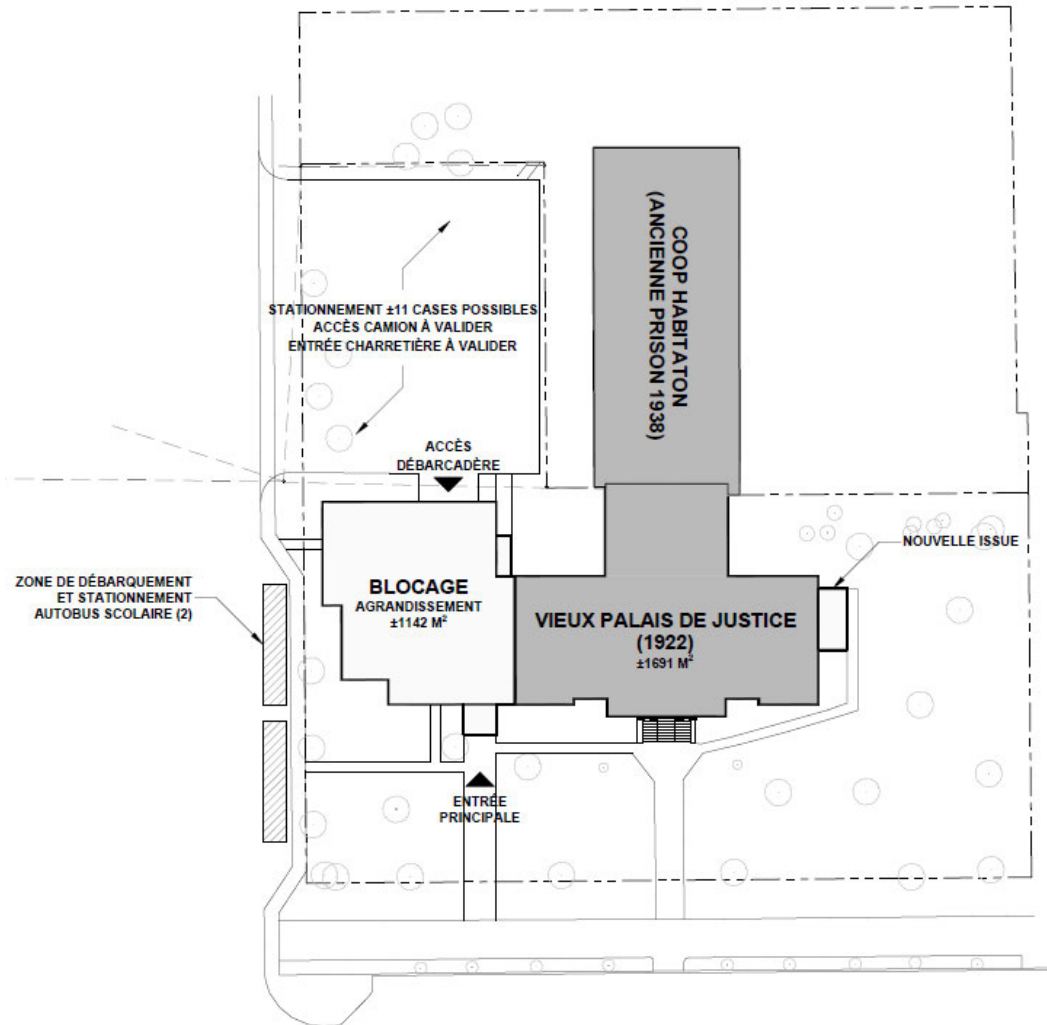 COOP HABITATON
(ANCIENNE PRISON 1938)
STATIONNEMENT ±11 CASES POSSIBLES
ACCÈS CAMION À VALIDER
ENTRÉE CHARRETIÈRE À VALIDER
ACCÈS
DÉBARCADÈRE
NOUVELLE ISSUE
ZONE DE DÉBARQUEMENT
ET STATIONNEMENT
AUTOBUS SCOLAIRE (2)
BLOCAGE
AGRANDISSEMENT
±1142 M²
VIEUX PALAIS DE JUSTICE
(1922)
±1691 M²
ENTRÉE
PRINCIPALE